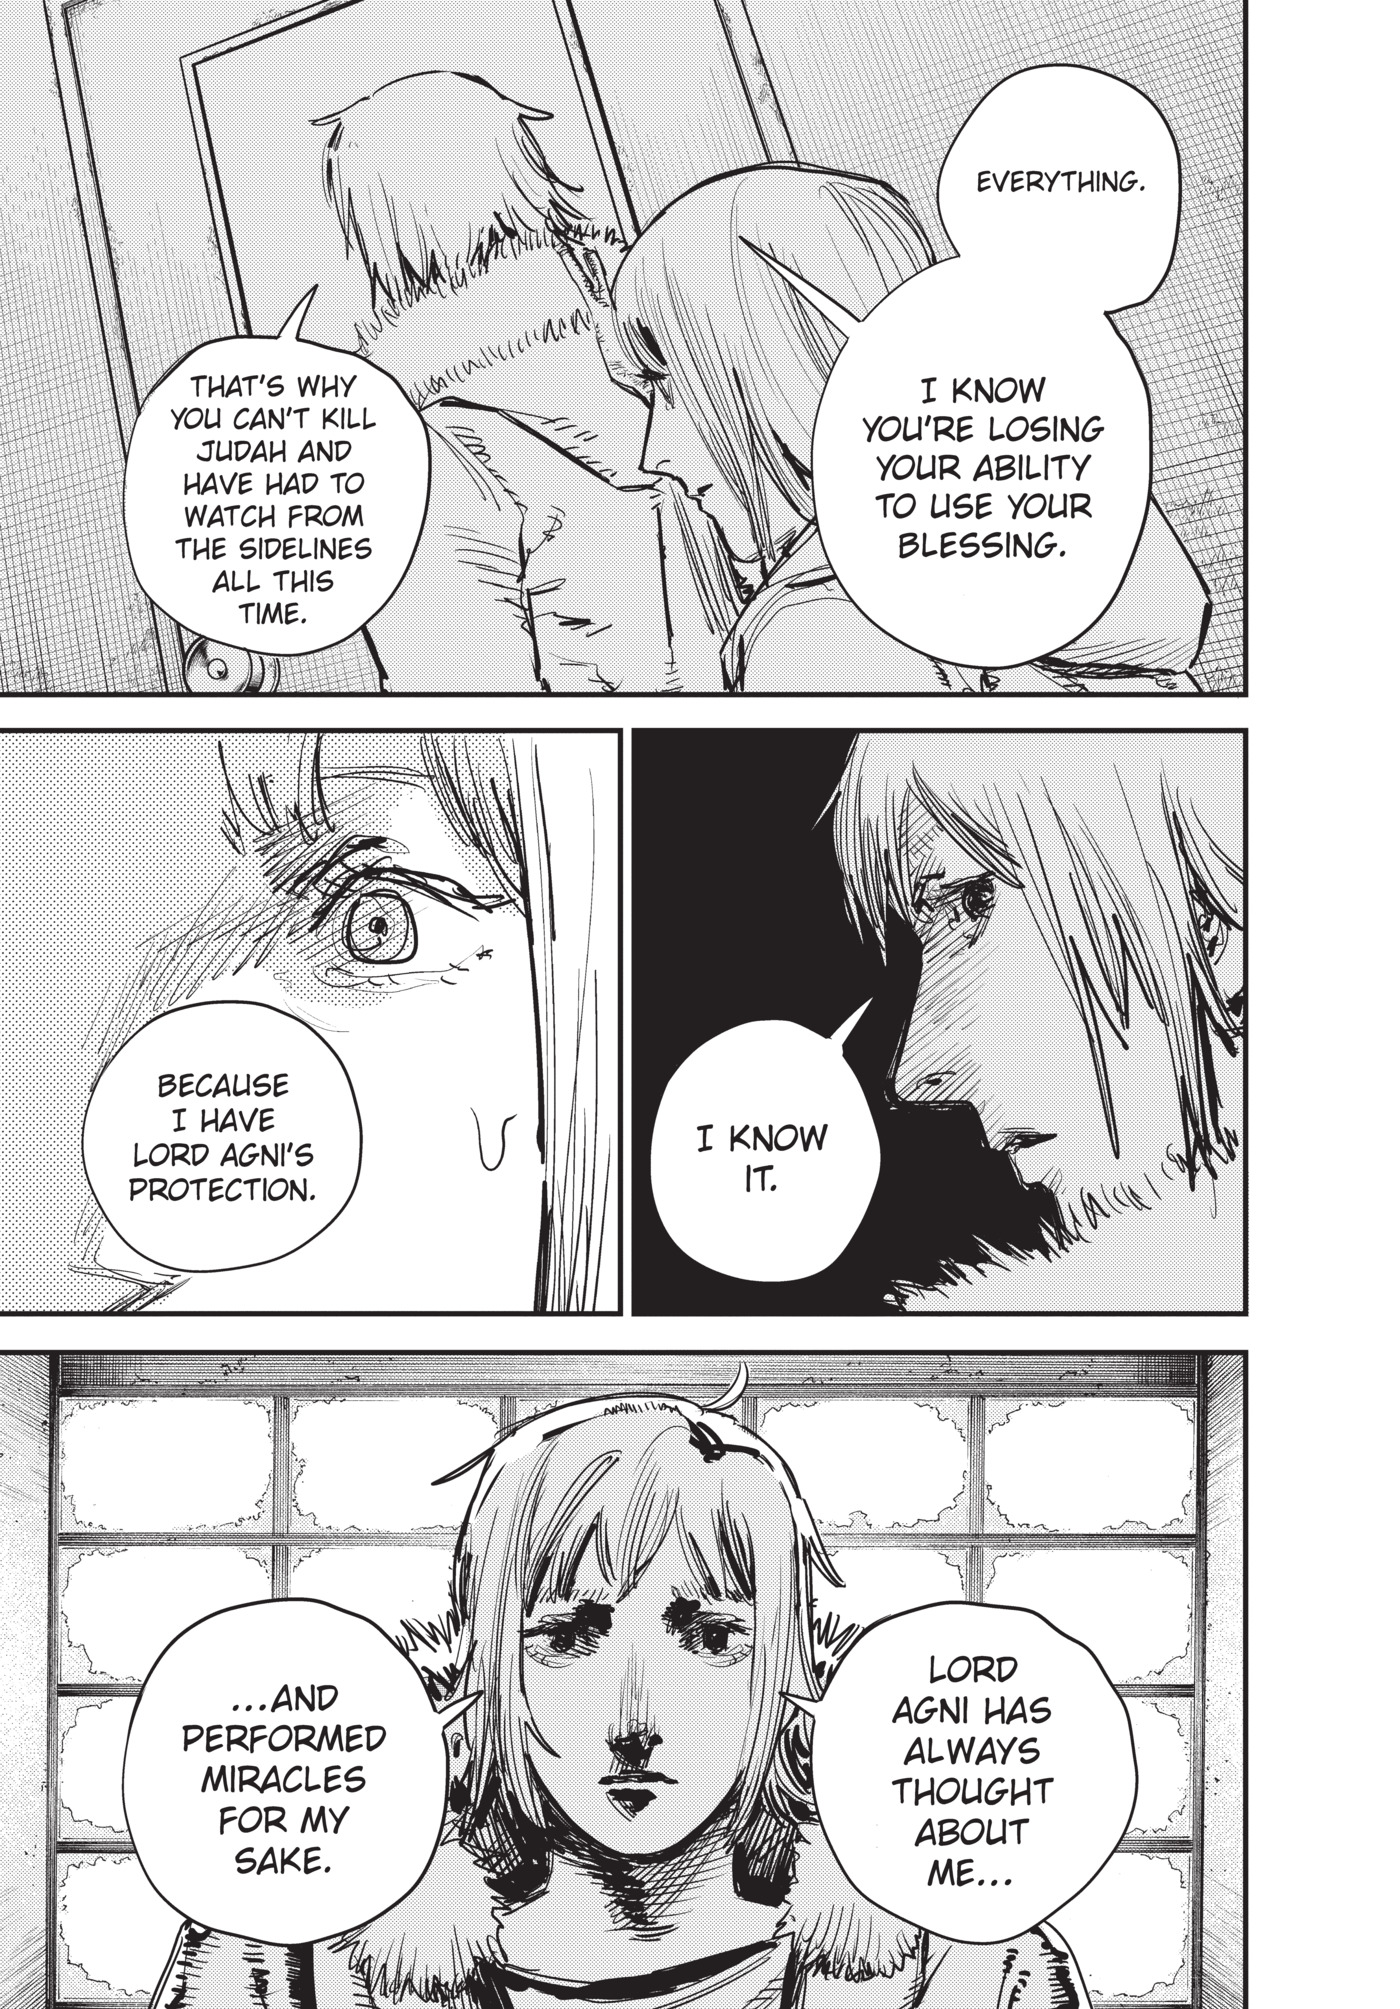 EVERYTHING.
I KNOW
YOU'RE LOSING
YOUR ABILITY
TO USE YOUR
BLESSING.
THAT'S WHY
YOU CAN'T KILL
JUDAH AND
HAVE HAD TO
WATCH FROM
THE SIDELINES
ALL THIS
TIME.
I KNOW
IT.
BECAUSE
I HAVE
LORD AGNI'S
PROTECTION.
LORD
AGNI HAS
ALWAYS
THOUGHT
ABOUT
ME...
...AND
PERFORMED
MIRACLES
FOR MY
SAKE.